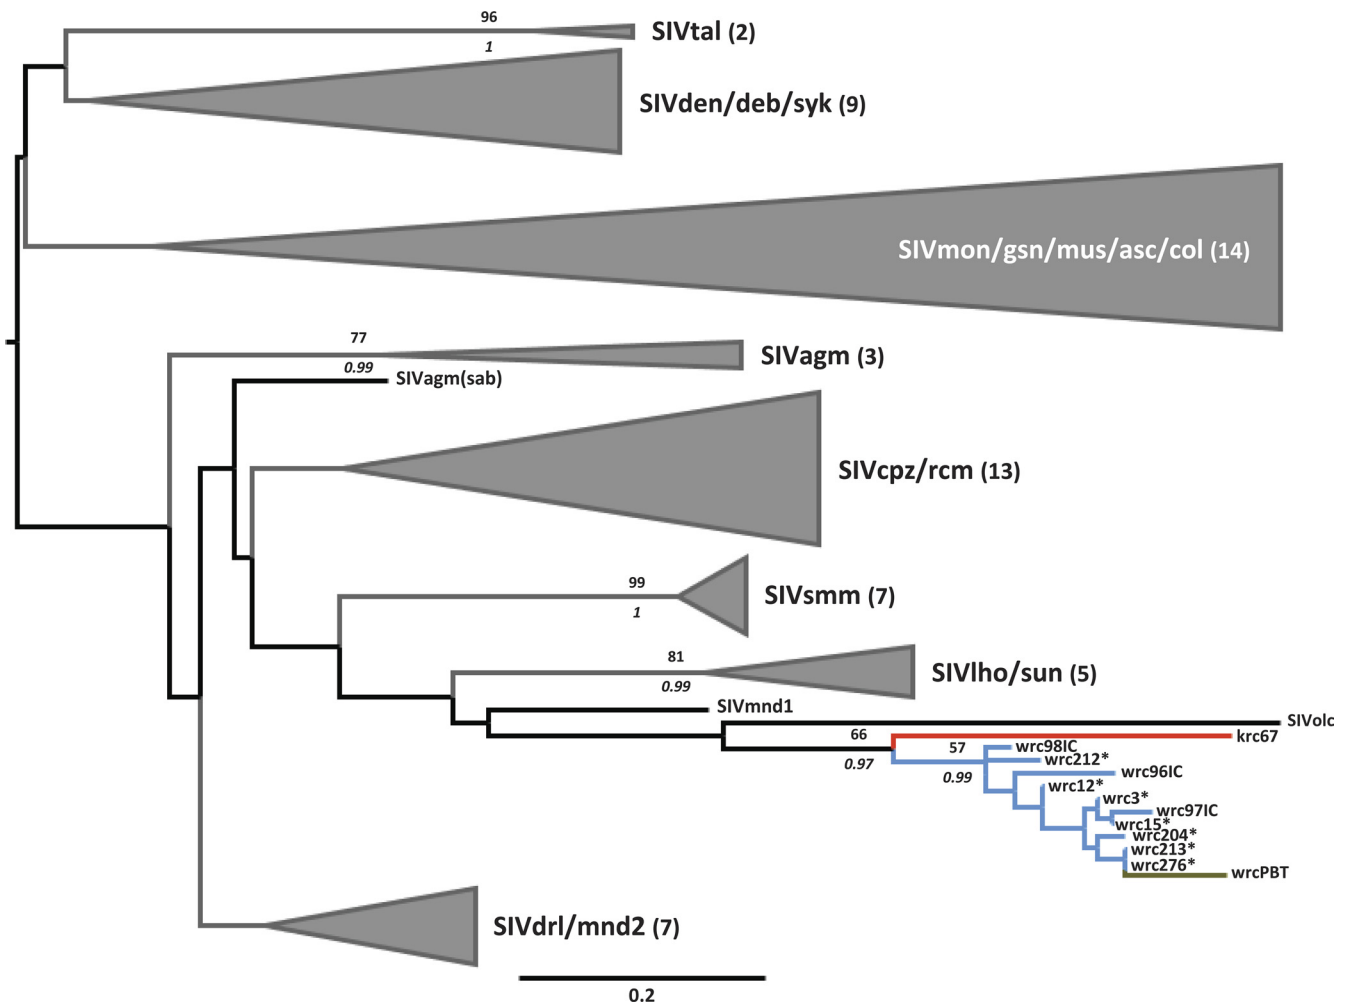 96
SIVtal (2)
1
SIVden/deb/syk (9)
SIVmon/gsn/mus/asc/col (14)
77
SIVagm (3)
0.99
SIVagm(sab)
SIVcpz/rcm (13)
99
SIVsmm (7)
1
81
SIVlho/sun (5)
0.99
SIVmnd1
SIVolc
66
krc67
57
wrc98IC
0.97
wrc212*
0.99
wrc96IC
wrc12*
wrc3*
wrc97IC
wrc15*
wrc204*
wrc213*
wrc276*
wrcPBT
SIVdrl/mnd2 (7)
0.2